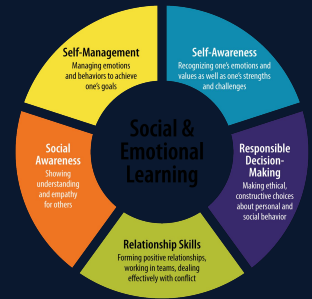 Self-Management
Managing emotions
and behaviors to achieve
one's goals
Self-Awareness
Recognizing one's emotions and
values as well as one's strengths
and challenges
Social &
Emotional
Learning
Social
Awareness
Showing
understanding
and empathy
for others
Responsible
Decision-
Making
Making ethical,
constructive choices
about personal and
social behavior
Relationship Skills
Forming positive relationships,
working in teams, dealing
effectively with conflict